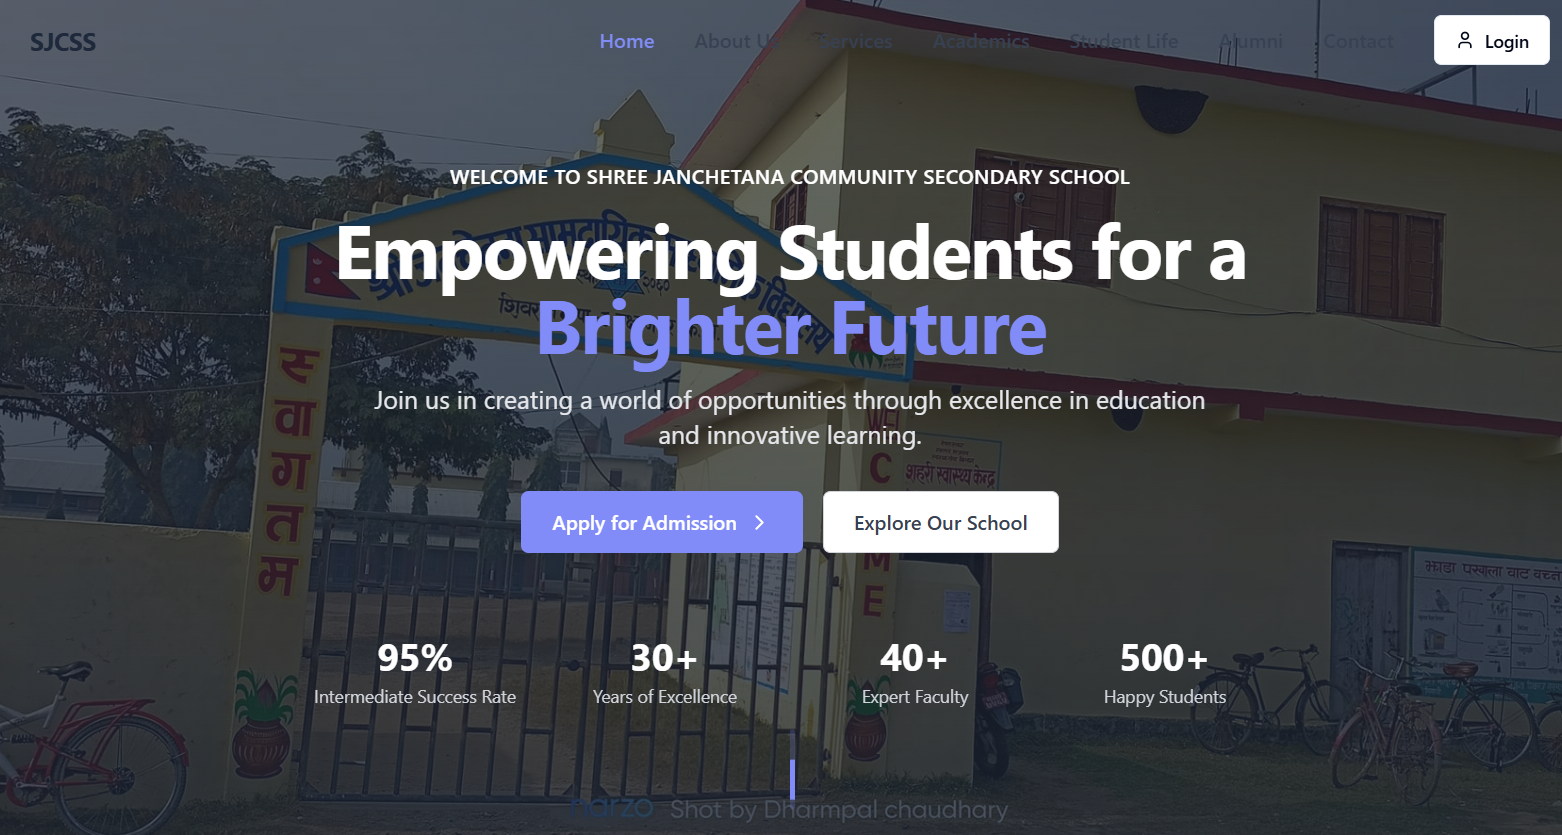 SJCSS
Home About Us Services Academics Student Life Alumni Contact
Login
WELCOME TO SHREE JANCHETANA COMMUNITY SECONDARY SCHOOL
Empowering Students for a
Brighter Future
Join us in creating a world of opportunities through excellence in education
and innovative learning.
Apply for Admission
Explore Our School
स्वागतम
शहरी स्वास्थ्य केन्द्र
झाडा पखाला वाट बच्न
95% 30+ 40+ 500+
Intermediate Success Rate Years of Excellence Expert Faculty Happy Students
narzo Shot by Dharmpal chaudhary